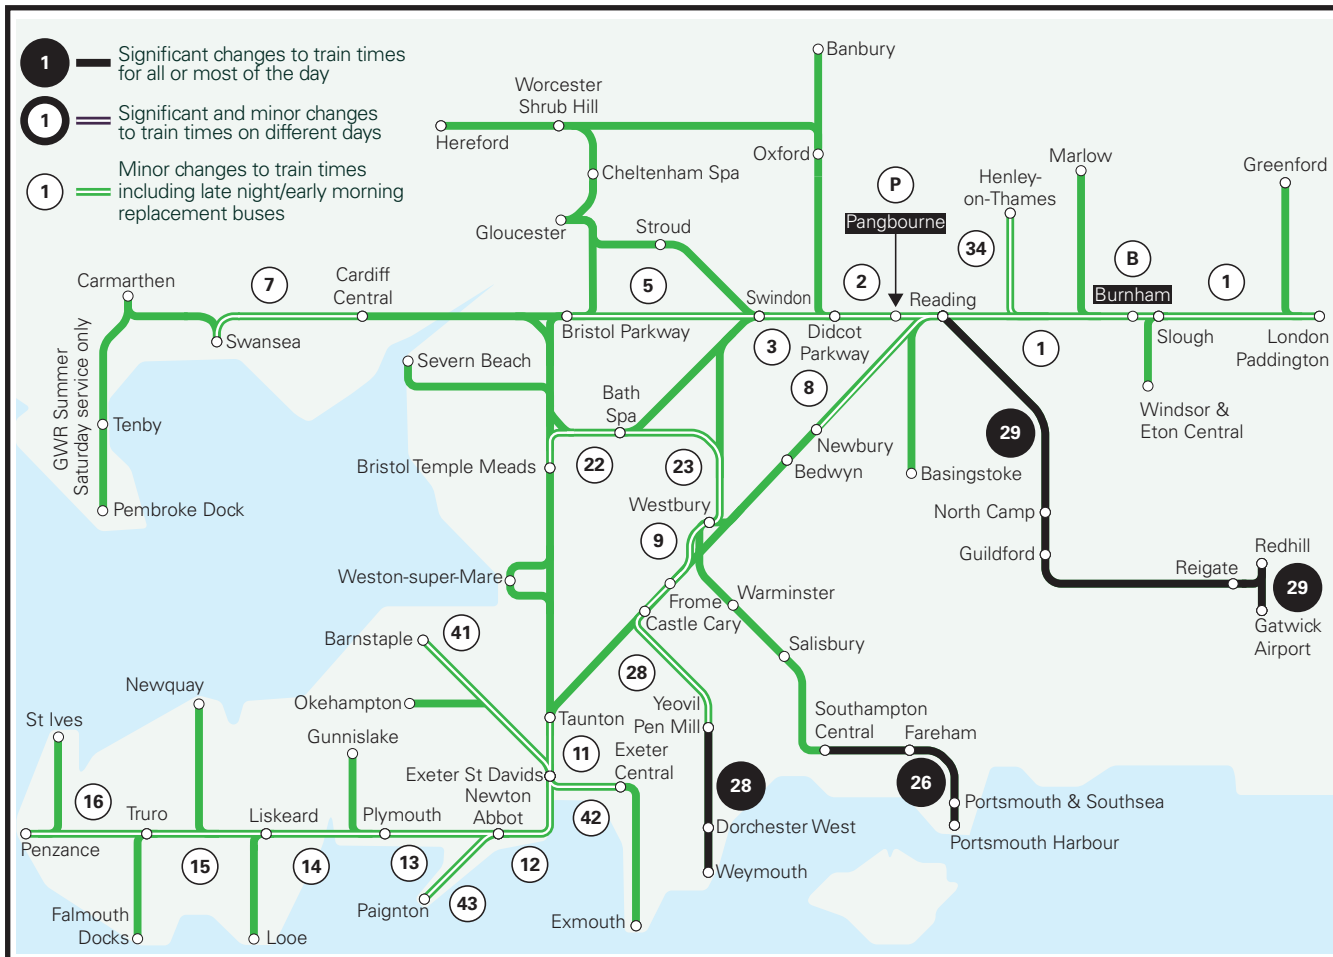 1
Significant changes to train times
for all or most of the day
1
Significant and minor changes
to train times on different days
1
Minor changes to train times
including late night/early morning
replacement buses
Banbury
Worcester
Shrub Hill
Hereford
Oxford
Cheltenham Spa
Gloucester
Stroud
P
Pangbourne
Henley-
on-Thames
34
Marlow
Greenford
B
Burnham
1
Carmarthen
7
Cardiff
Central
5
Swindon
2
Reading
Bristol Parkway
Swansea
3
Didcot
Parkway
1
Slough
London
Paddington
GWR Summer
Saturday service only
Severn Beach
Bath
Spa
8
Windsor &
Eton Central
Tenby
29
Newbury
22
23
Bristol Temple Meads
Bedwyn
Basingstoke
Pembroke Dock
Westbury
North Camp
9
Guildford
Redhill
Reigate
29
Weston-super-Mare
Frome
Warminster
Castle Cary
Gatwick
Airport
41
Barnstaple
Salisbury
28
Newquay
Okehampton
Yeovil
Pen Mill
St Ives
Taunton
Southampton
Central
Fareham
Gunnislake
11
Exeter
Central
Exeter St Davids
26
28
Newton
Abbot
16
Truro
Liskeard
Plymouth
42
Portsmouth & Southsea
Dorchester West
Penzance
Portsmouth Harbour
15
14
13
12
Weymouth
43
Paignton
Falmouth
Docks
Looe
Exmouth